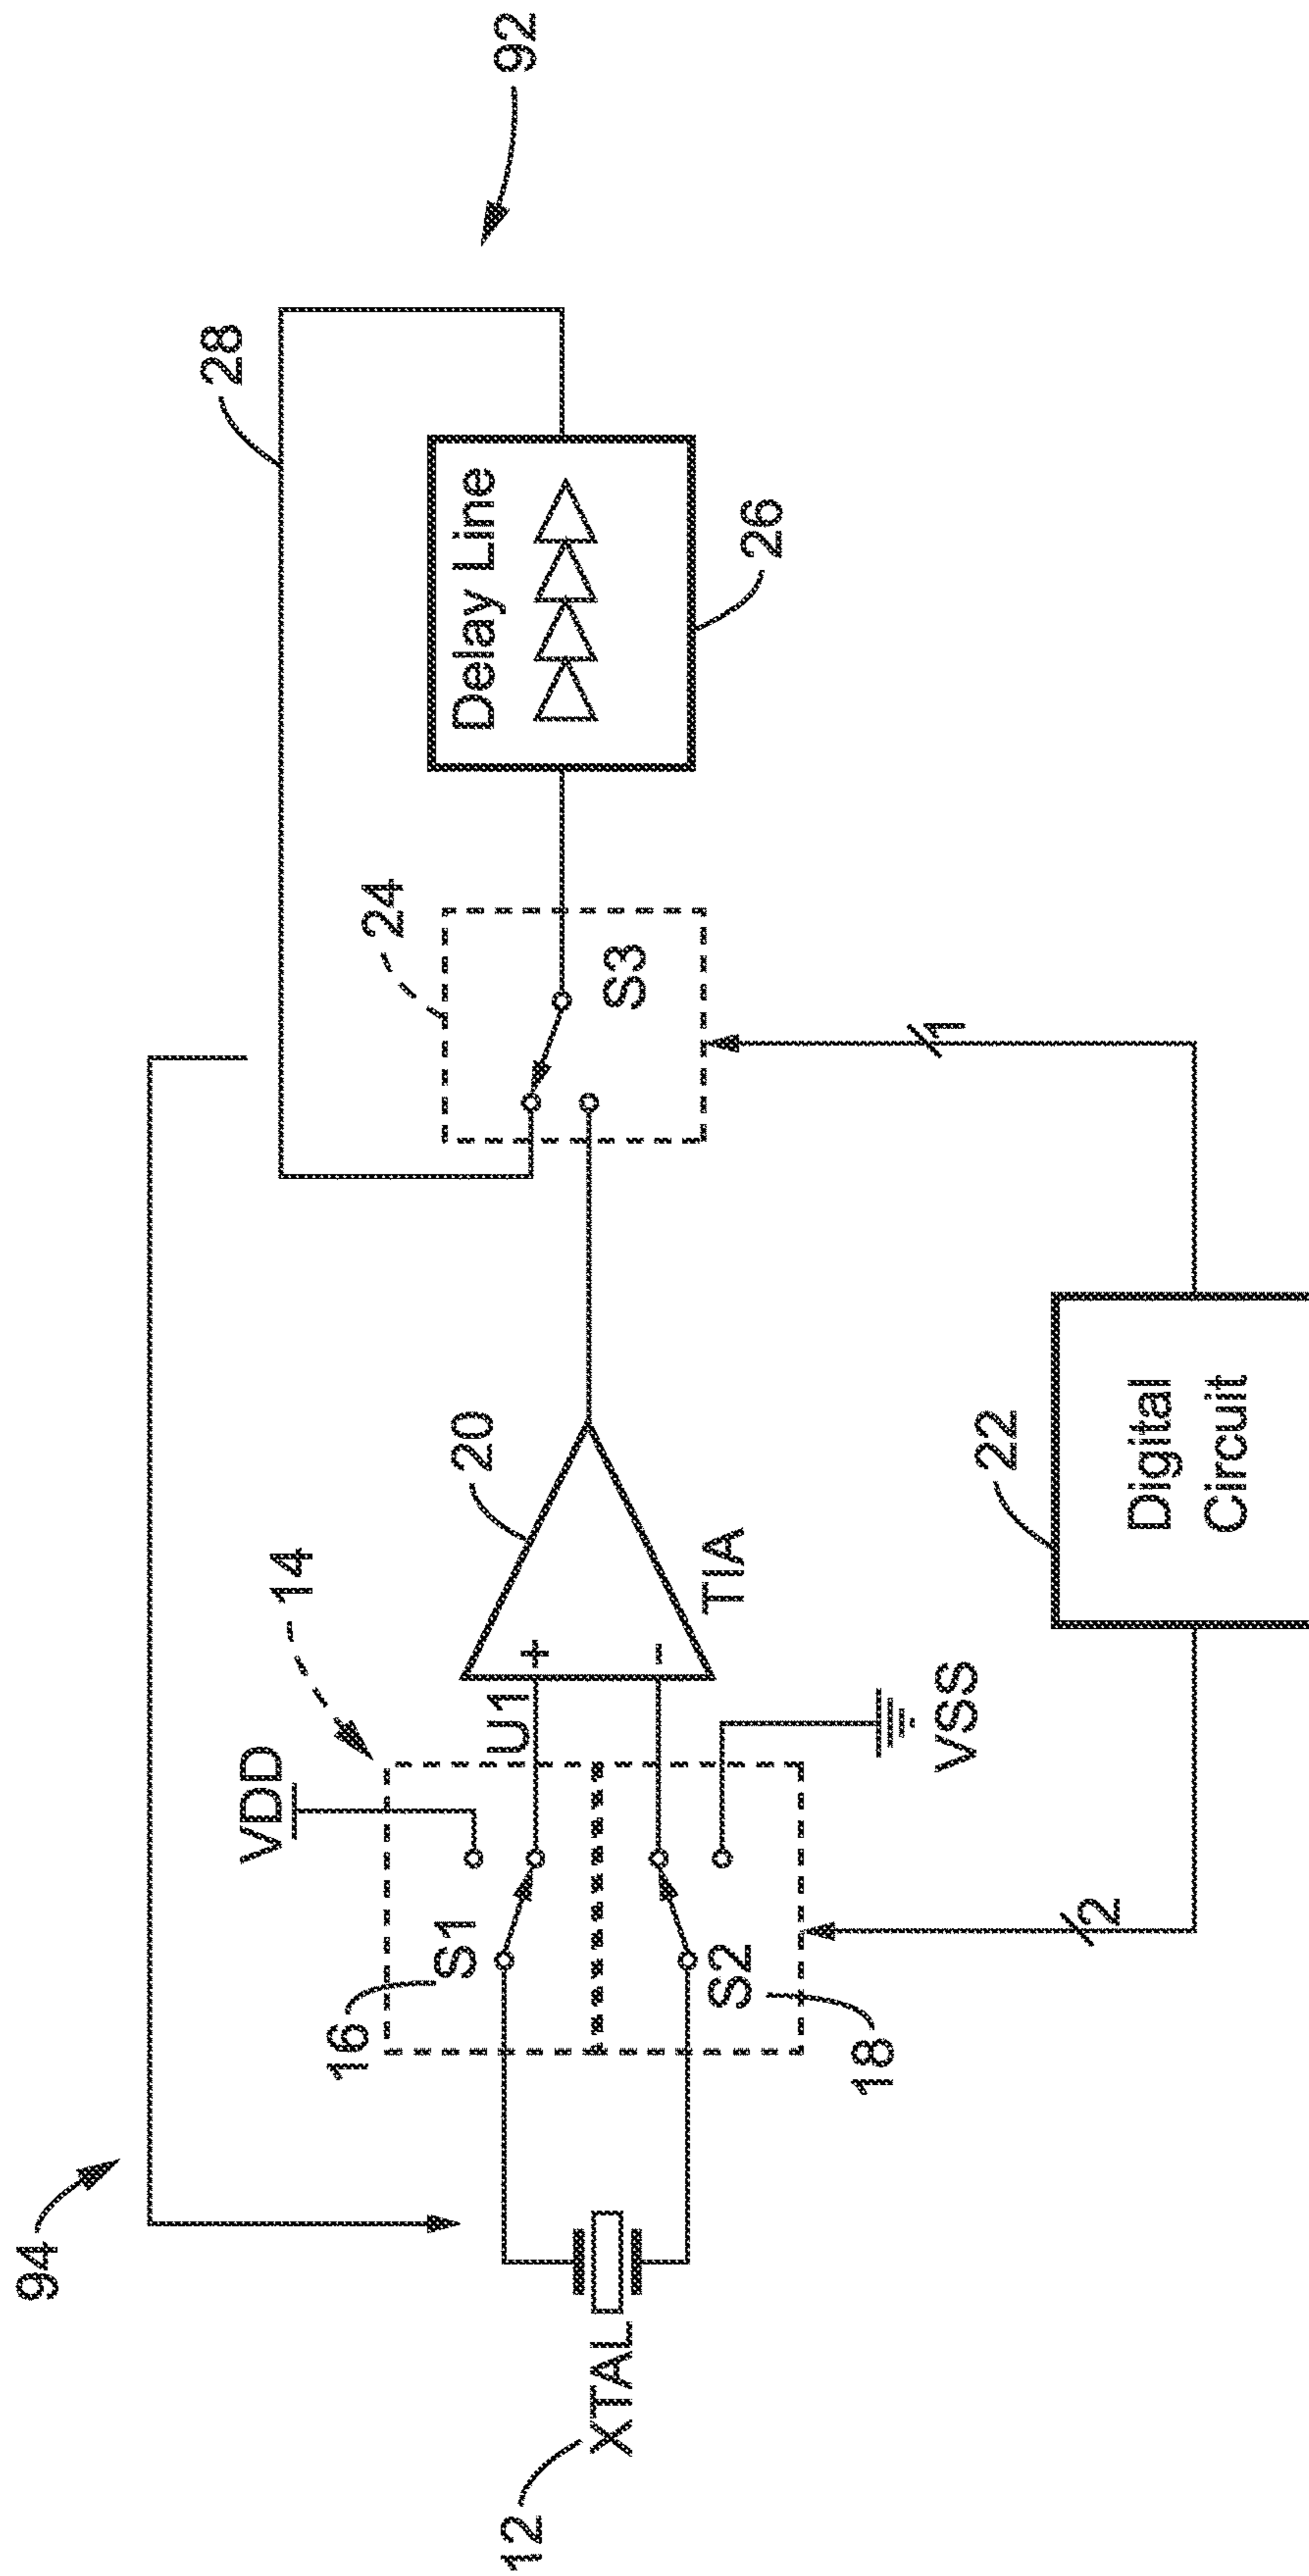 94
92
28
VDD
14
24
16
S1
U1
20
Delay Line
+
-
12
XTAL
S2
TIA
S3
26
18
VSS
2
22
1
Digital
Circuit